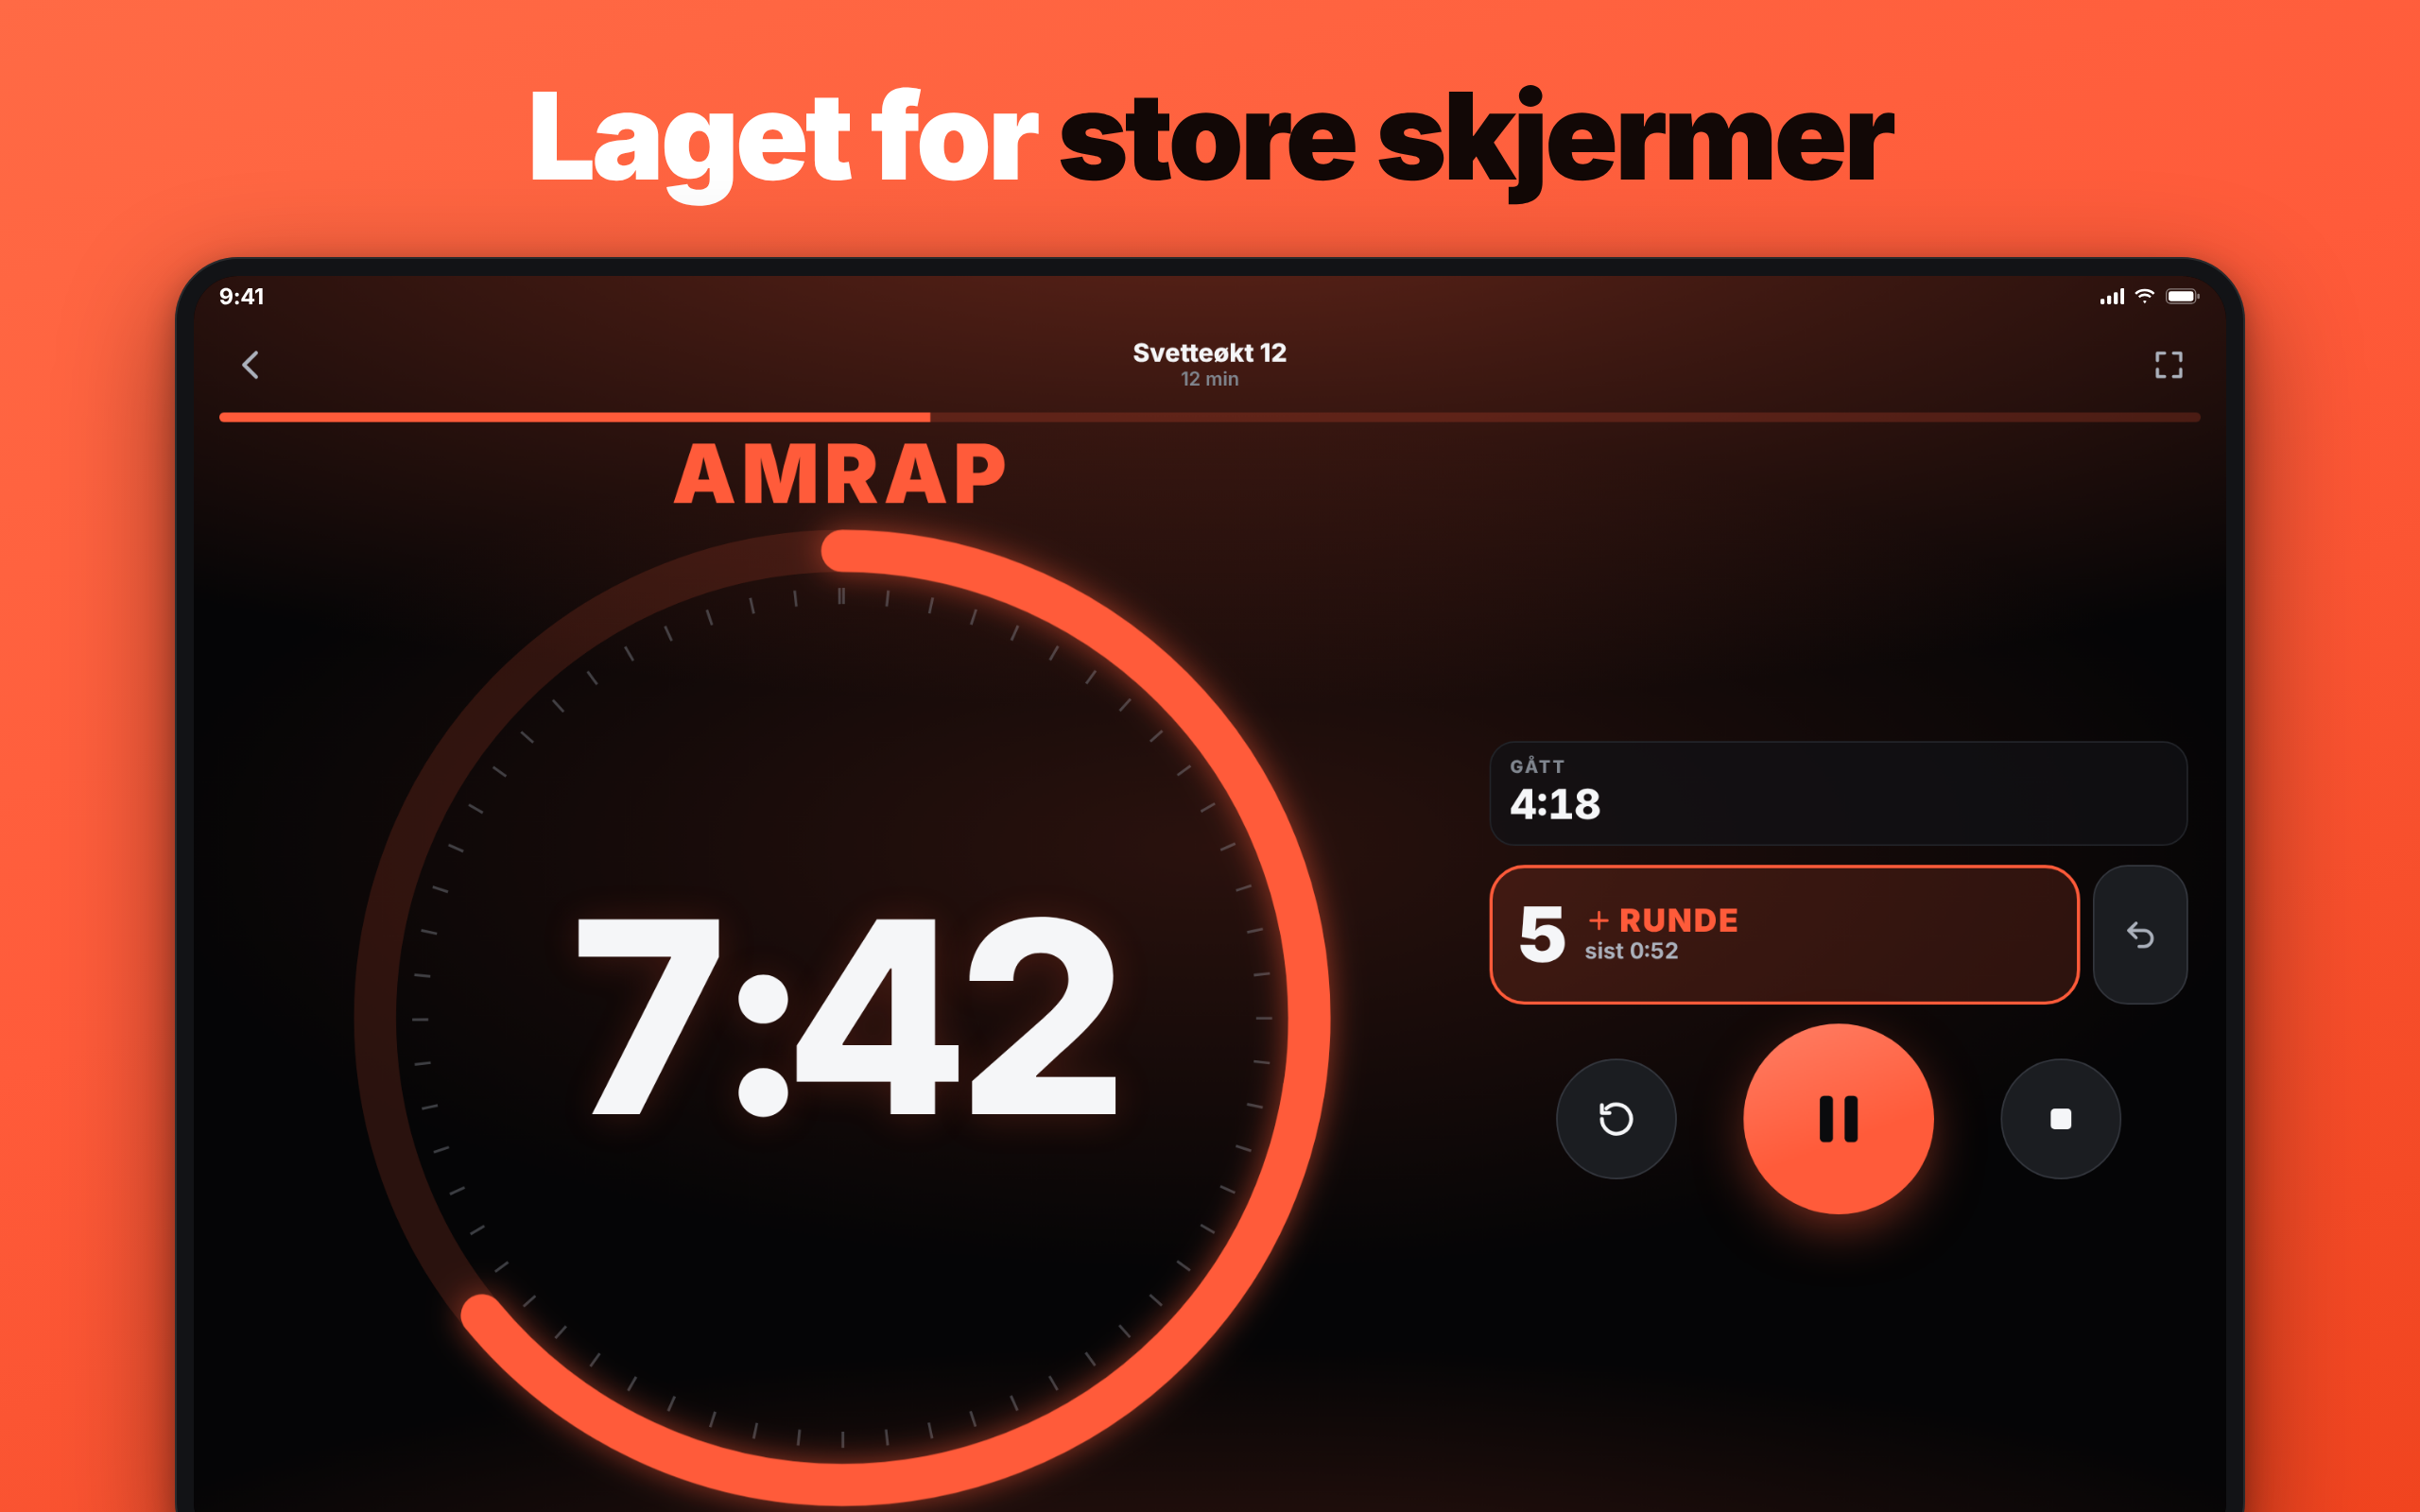 Laget for store skjermer
9:41
Svetteøkt 12
12 min
AMRAP
7:42
GÅTT
4:18
5
+ RUNDE
sist 0:52